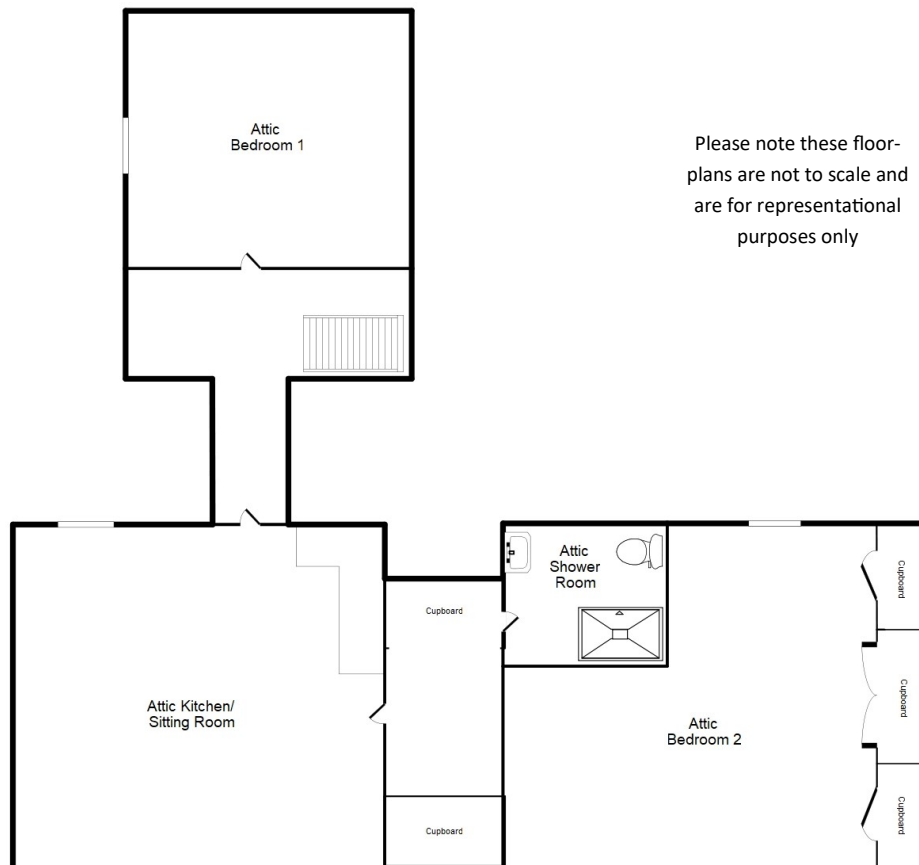 Attic
Bedroom 1
Please note these floor-
plans are not to scale and
are for representational
purposes only
Attic
Shower
Room
Cupboard
Cupboard
Attic Kitchen/
Sitting Room
Cupboard
Attic
Bedroom 2
Cupboard
Cupboard